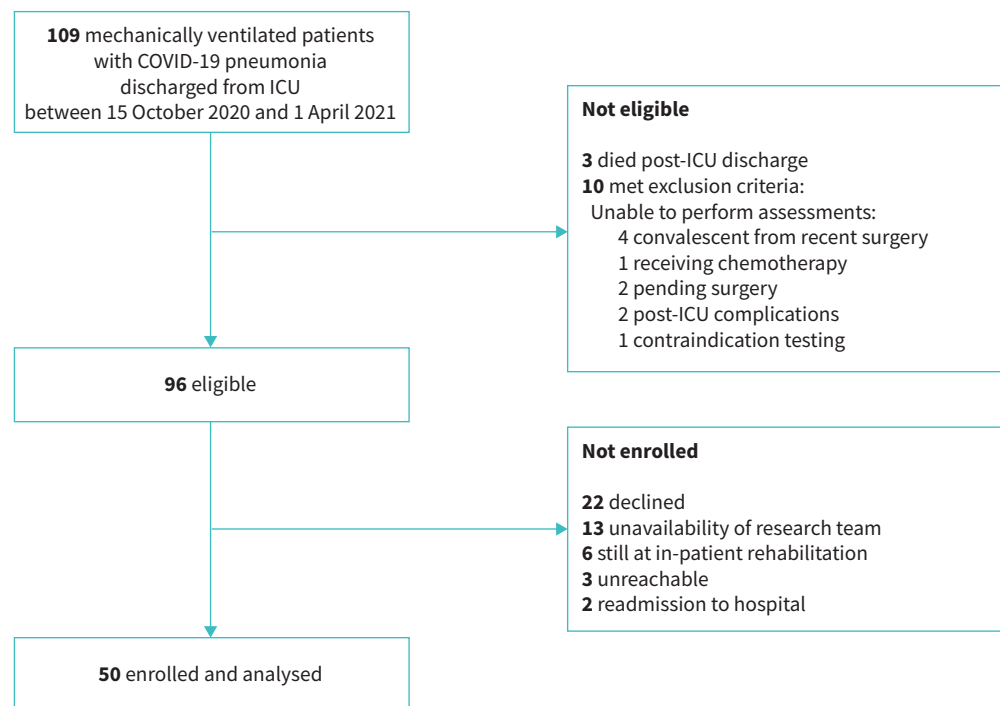 109 mechanically ventilated patients
with COVID-19 pneumonia
discharged from ICU
between 15 October 2020 and 1 April 2021
Not eligible
3 died post-ICU discharge
10 met exclusion criteria:
Unable to perform assessments:
4 convalescent from recent surgery
1 receiving chemotherapy
2 pending surgery
2 post-ICU complications
1 contraindication testing
96 eligible
Not enrolled
22 declined
13 unavailability of research team
6 still at in-patient rehabilitation
3 unreachable
2 readmission to hospital
50 enrolled and analysed